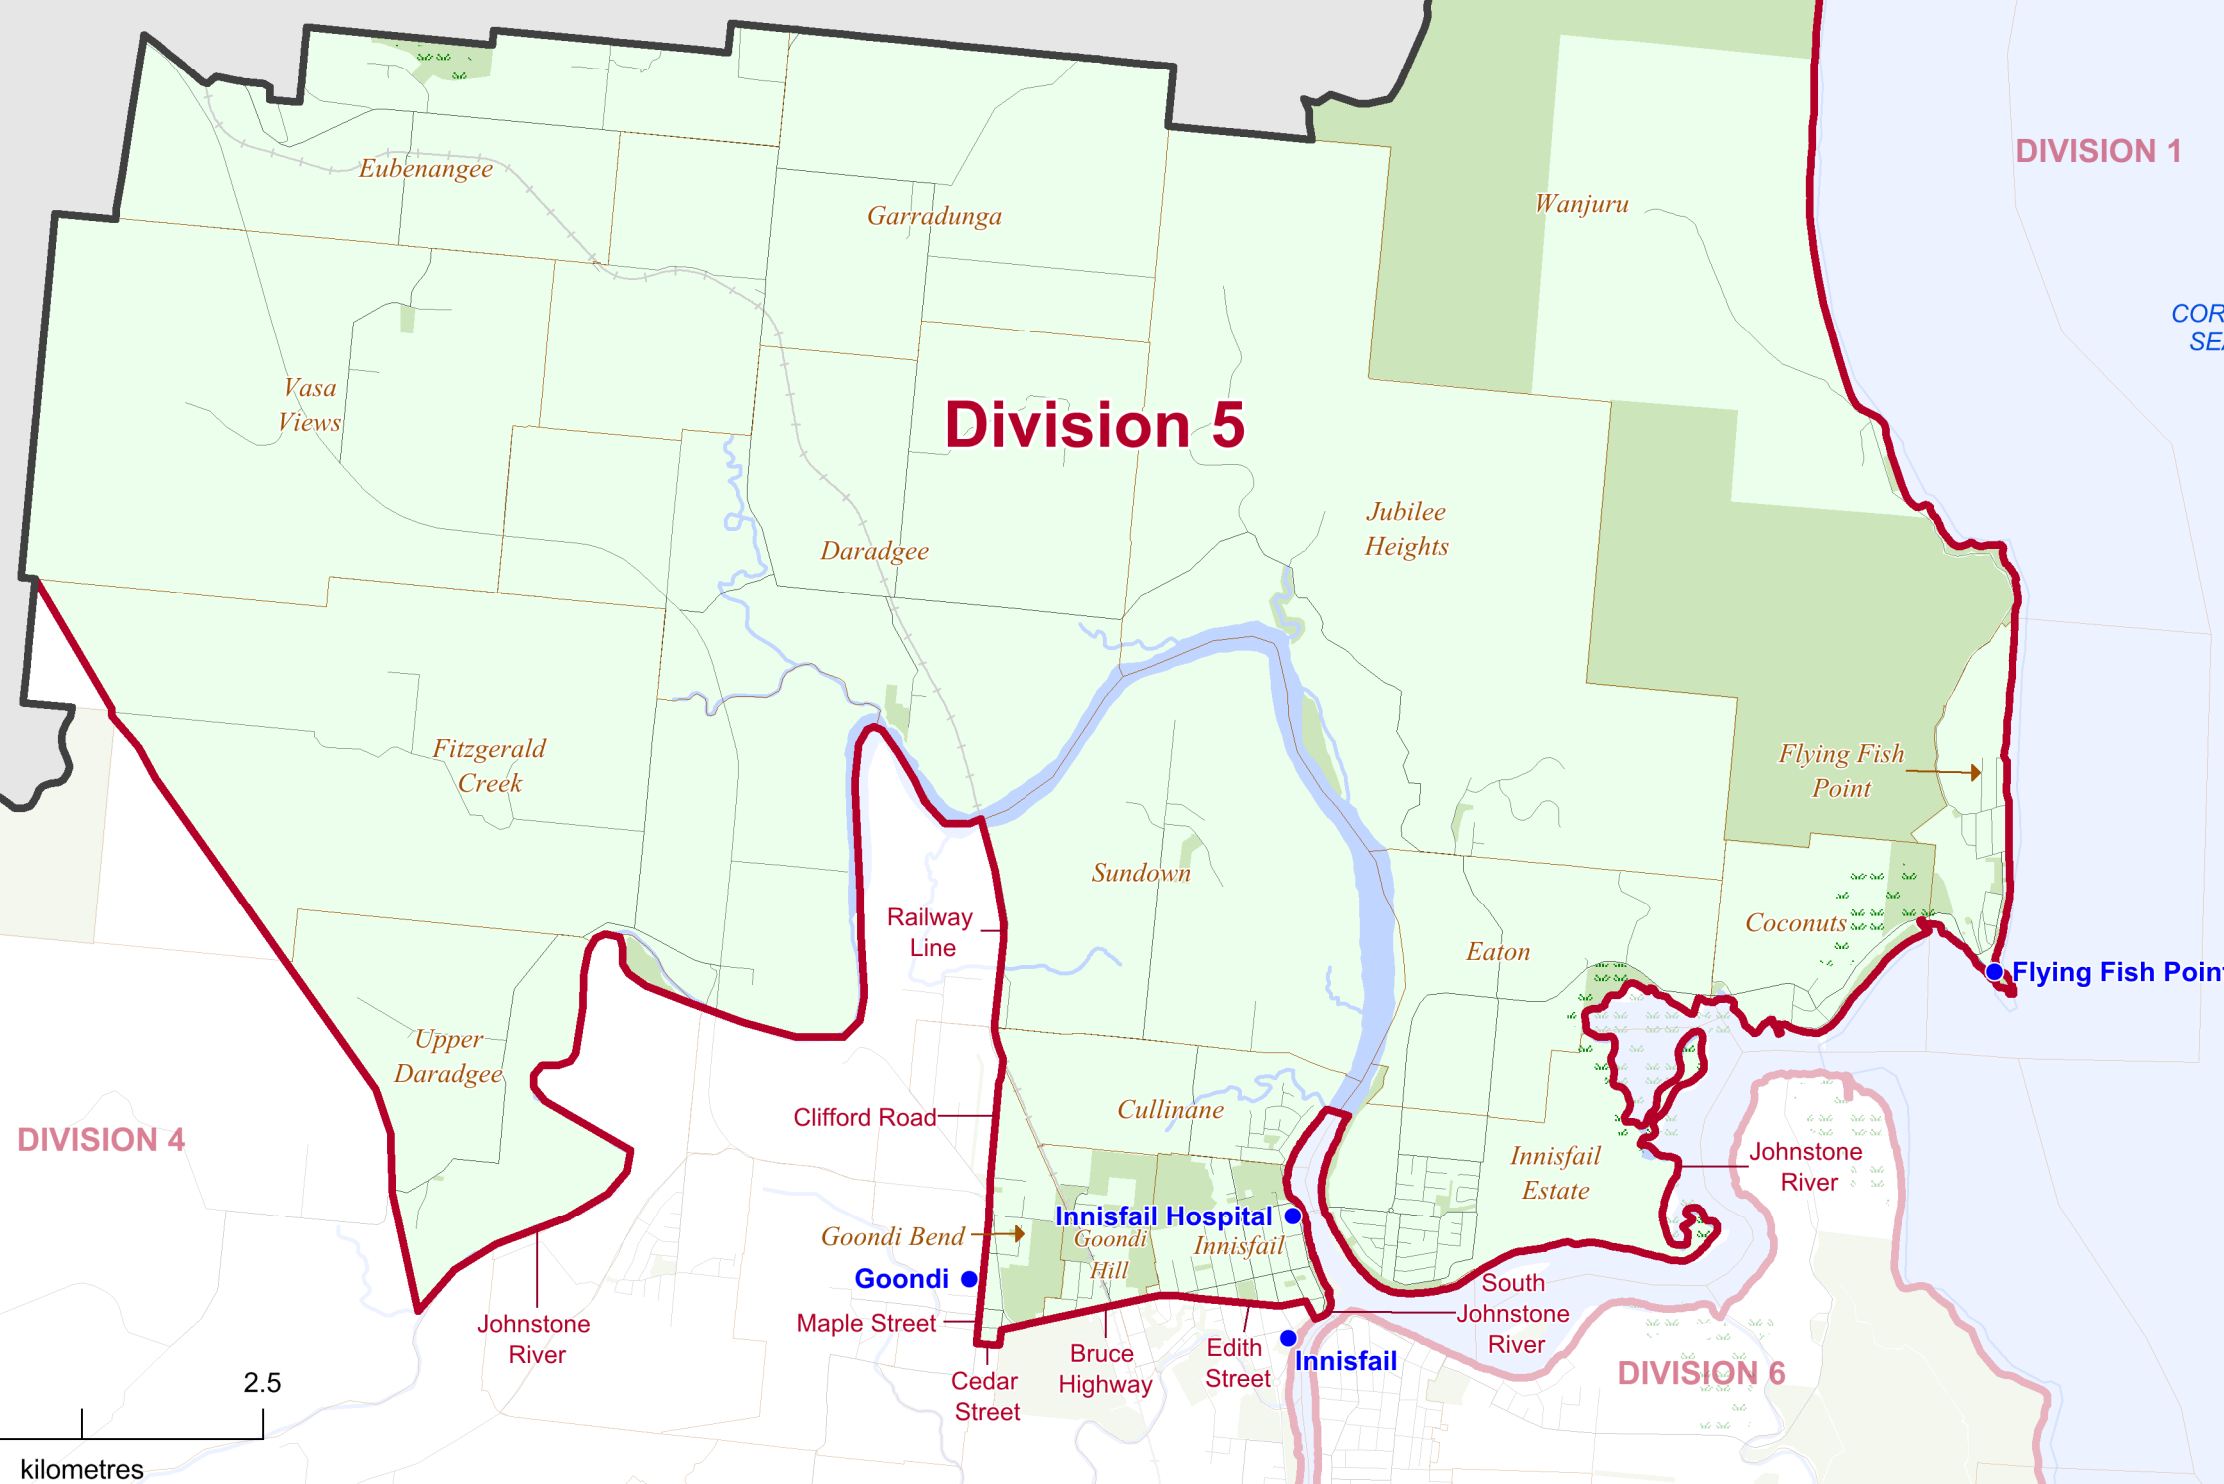 DIVISION 1
Eubenangee
Garradunga
Wanjuru
COR
SEA
Vasa
Views
Division 5
Jubilee
Heights
Daradgee
Fitzgerald
Creek
Flying Fish
Point
Sundown
Railway
Line
Eaton
Coconuts
Flying Fish Point
Upper
Daradgee
Clifford Road
Cullinane
DIVISION 4
Innisfail
Estate
Johnstone
River
Innisfail Hospital
Goondi Bend
Goondi
Hill
Innisfail
Goondi
South
Johnstone
River
Maple Street
Johnstone
River
Bruce
Highway
Edith
Street
Innisfail
Cedar
Street
DIVISION 6
2.5
kilometres